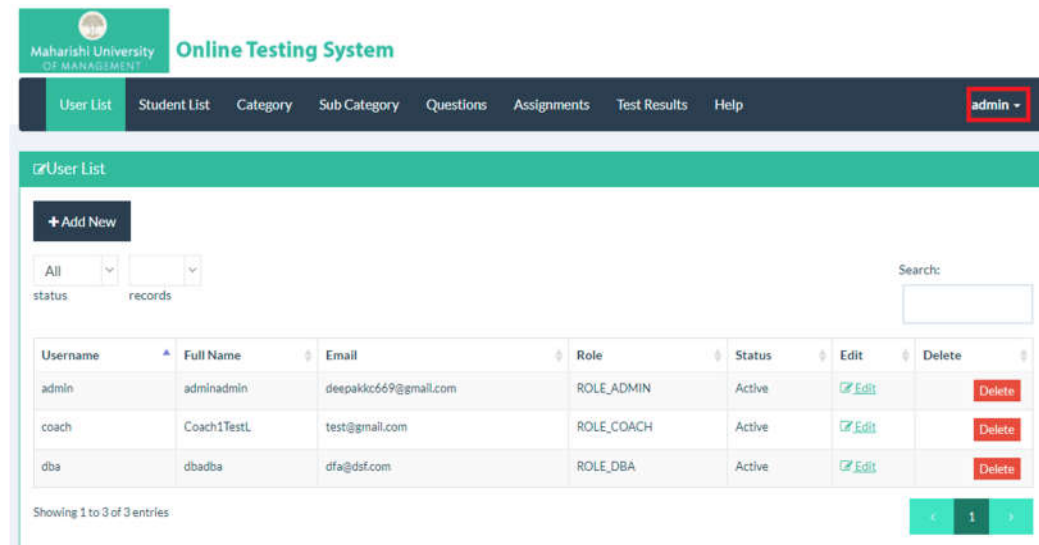 Maharishi University
OF MANAGEMENT
Online Testing System
User List Student List Category Sub Category Questions Assignments Test Results Help admin
User List
+ Add New
All
status records
Search:
Username Full Name Email Role Status Edit Delete
admin adminadmin deepakkc669@gmail.com ROLE_ADMIN Active Edit Delete
coach Coach1TestL test@gmail.com ROLE_COACH Active Edit Delete
dba dbadba dfa@dsf.com ROLE_DBA Active Edit Delete
Showing 1 to 3 of 3 entries
< 1 >